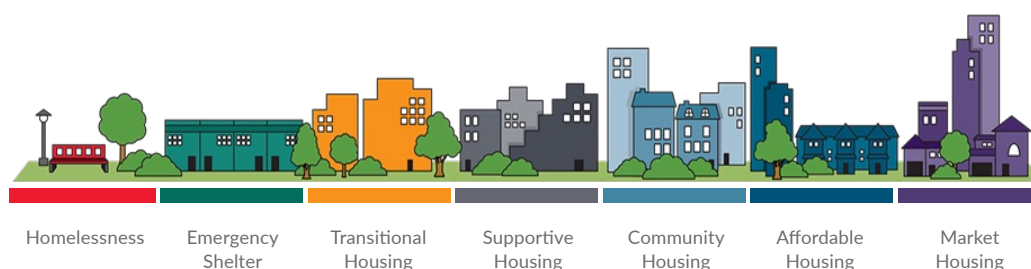 Homelessness
Emergency
Shelter
Transitional
Housing
Supportive
Housing
Community
Housing
Affordable
Housing
Market
Housing